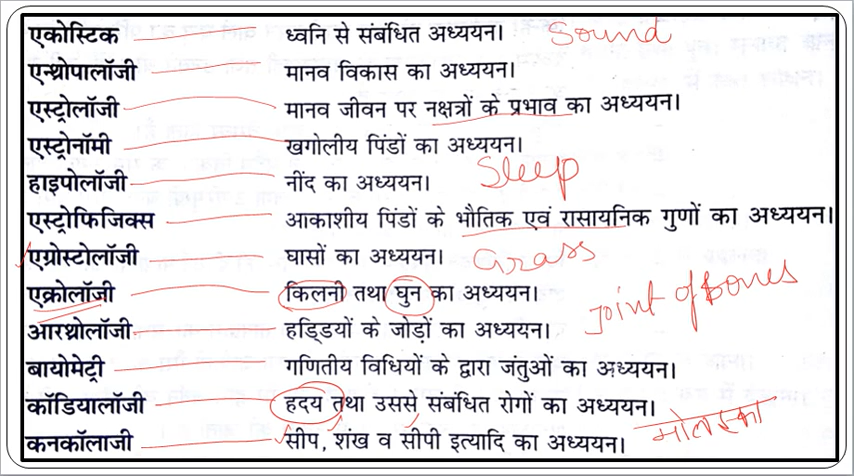 एकोस्टिक ध्वनि से संबंधित अध्ययन। Sound
एन्थ्रोपालॉजी मानव विकास का अध्ययन।
एस्ट्रोलॉजी मानव जीवन पर नक्षत्रों के प्रभाव का अध्ययन।
एस्ट्रोनॉमी खगोलीय पिंडों का अध्ययन।
हाइपोलॉजी नींद का अध्ययन। Sleep
एस्ट्रोफिजिक्स आकाशीय पिंडों के भौतिक एवं रासायनिक गुणों का अध्ययन।
एग्रोस्टोलॉजी घासों का अध्ययन। Grass
एक्रोलॉजी किलनी तथा घुन का अध्ययन।
आरथ्रोलॉजी हड्डियों के जोड़ों का अध्ययन। Joint of Bones
बायोमेट्री गणितीय विधियों के द्वारा जंतुओं का अध्ययन।
कॉडियालॉजी हृदय तथा उससे संबंधित रोगों का अध्ययन।
कनकॉलाजी सीप, शंख व सीपी इत्यादि का अध्ययन। मोलस्का